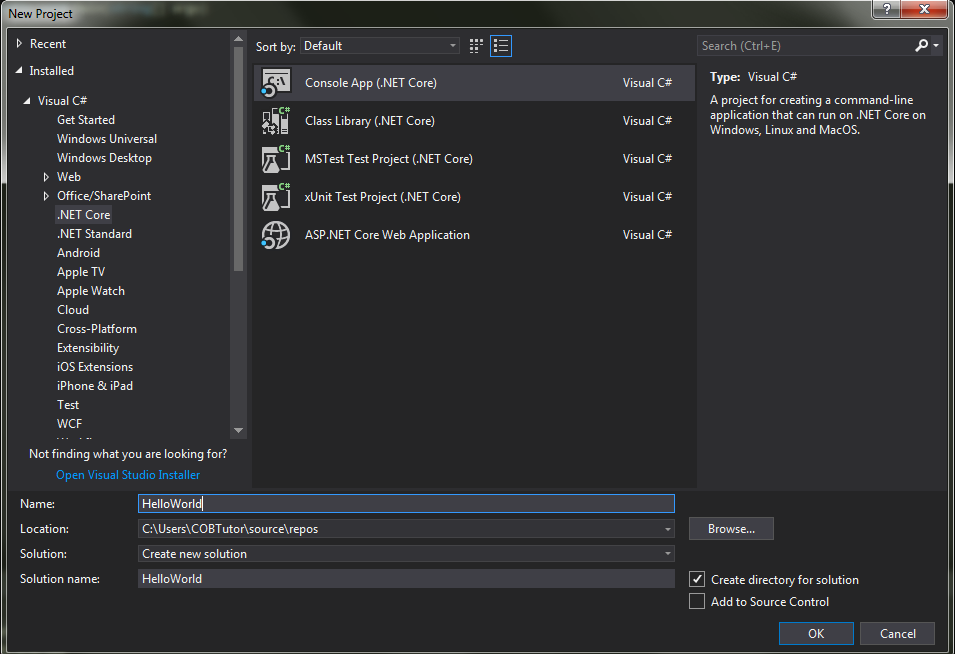 New Project
?
Recent
Installed
Visual C#
Get Started
Windows Universal
Windows Desktop
Web
Office/SharePoint
.NET Core
.NET Standard
Android
Apple TV
Apple Watch
Cloud
Cross-Platform
Extensibility
iOS Extensions
iPhone & iPad
Test
WCF
Not finding what you are looking for?
Open Visual Studio Installer
Sort by: Default
Console App (.NET Core) Visual C#
Class Library (.NET Core) Visual C#
MSTest Test Project (.NET Core) Visual C#
xUnit Test Project (.NET Core) Visual C#
ASP.NET Core Web Application Visual C#
Search (Ctrl+E)
Type: Visual C#
A project for creating a command-line
application that can run on .NET Core on
Windows, Linux and MacOS.
Name: HelloWorld
Location: C:\Users\COBTutor\source\repos Browse...
Solution: Create new solution
Solution name: HelloWorld
Create directory for solution
Add to Source Control
OK Cancel